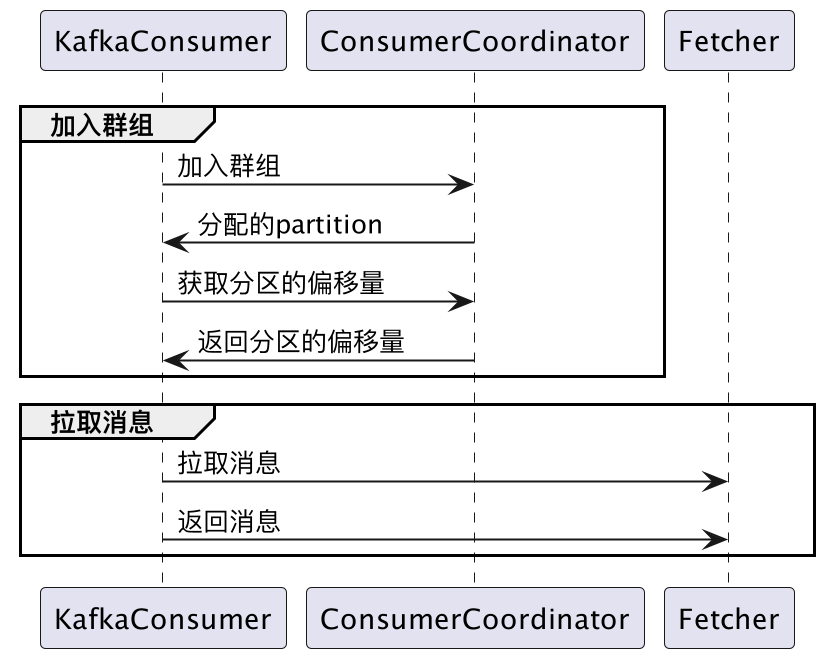 KafkaConsumer ConsumerCoordinator Fetcher
加入群组
加入群组
分配的partition
获取分区的偏移量
返回分区的偏移量
拉取消息
拉取消息
返回消息
KafkaConsumer ConsumerCoordinator Fetcher